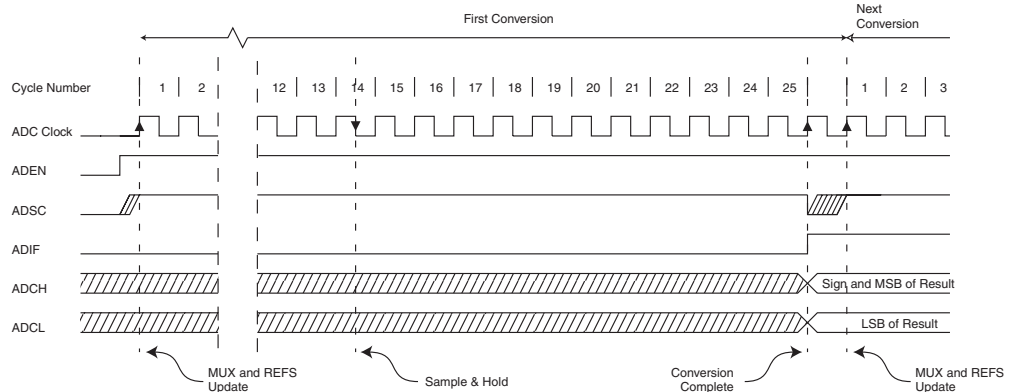 First Conversion
Next
Conversion
Cycle Number
1 2 12 13 14 15 16 17 18 19 20 21 22 23 24 25 1 2 3
ADC Clock
ADEN
ADSC
ADIF
ADCH
Sign and MSB of Result
ADCL
LSB of Result
MUX and REFS
Update
Sample & Hold
Conversion
Complete
MUX and REFS
Update